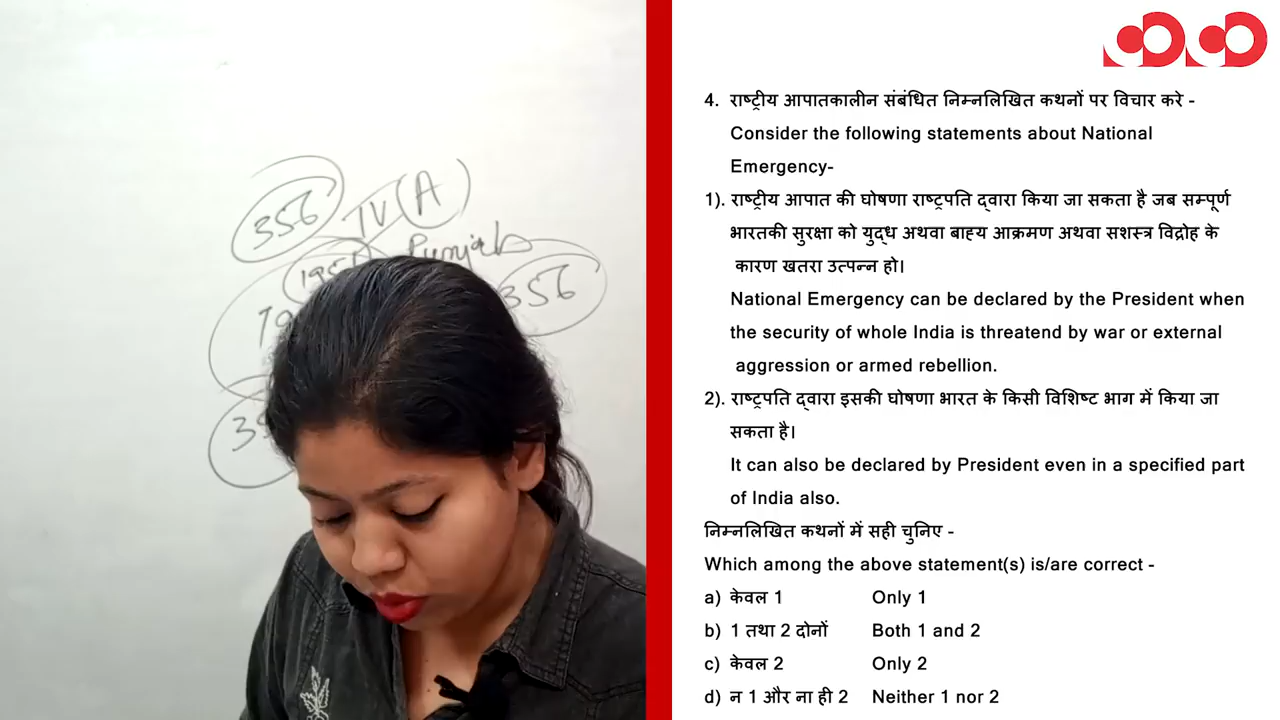 356
IV A
195
Punjab
19
356
35
4. राष्ट्रीय आपातकालीन संबंधित निम्नलिखित कथनों पर विचार करे -
Consider the following statements about National
Emergency-
1). राष्ट्रीय आपात की घोषणा राष्ट्रपति द्वारा किया जा सकता है जब सम्पूर्ण
भारतकी सुरक्षा को युद्ध अथवा बाह्य आक्रमण अथवा सशस्त्र विद्रोह के
कारण खतरा उत्पन्न हो।
National Emergency can be declared by the President when
the security of whole India is threatend by war or external
aggression or armed rebellion.
2). राष्ट्रपति द्वारा इसकी घोषणा भारत के किसी विशिष्ट भाग में किया जा
सकता है।
It can also be declared by President even in a specified part
of India also.
निम्नलिखित कथनों में सही चुनिए -
Which among the above statement(s) is/are correct -
a) केवल 1 Only 1
b) 1 तथा 2 दोनों Both 1 and 2
c) केवल 2 Only 2
d) न 1 और ना ही 2 Neither 1 nor 2